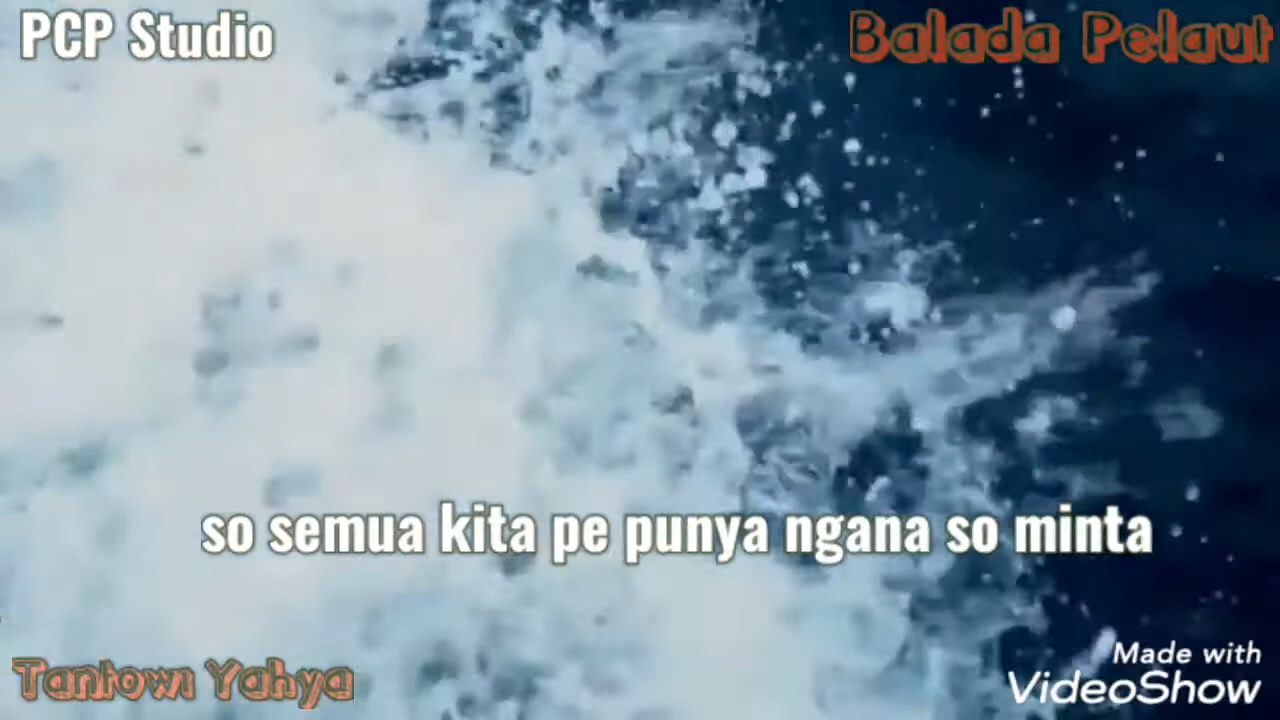 PCP Studio
Balada Pelaut
so semua kita pe punya ngana so minta
Tantowi Yahya
Made with
VideoShow